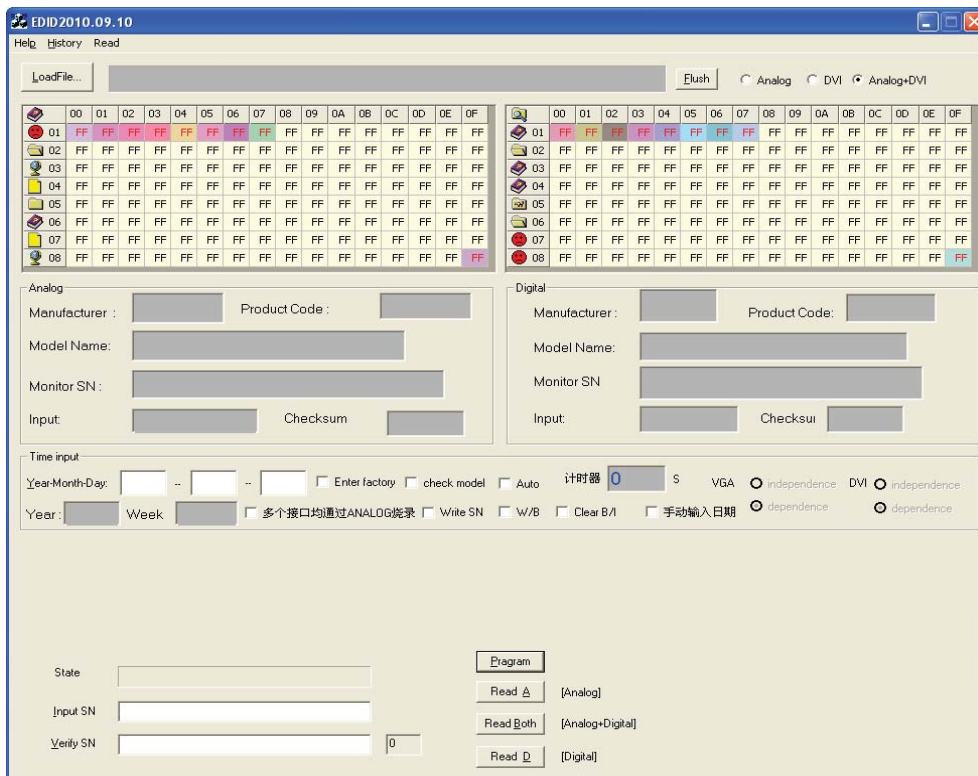 EDID2010.09.10
Help History Read
LoadFile... Flush Analog DVI Analog+DVI
00 01 02 03 04 05 06 07 08 09 0A 0B 0C 0D 0E 0F 00 01 02 03 04 05 06 07 08 09 0A 0B 0C 0D 0E 0F
01 FF FF FF FF FF FF FF FF FF FF FF FF FF FF FF FF 01 FF FF FF FF FF FF FF FF FF FF FF FF FF FF FF FF
02 FF FF FF FF FF FF FF FF FF FF FF FF FF FF FF FF 02 FF FF FF FF FF FF FF FF FF FF FF FF FF FF FF FF
03 FF FF FF FF FF FF FF FF FF FF FF FF FF FF FF FF 03 FF FF FF FF FF FF FF FF FF FF FF FF FF FF FF FF
04 FF FF FF FF FF FF FF FF FF FF FF FF FF FF FF FF 04 FF FF FF FF FF FF FF FF FF FF FF FF FF FF FF FF
05 FF FF FF FF FF FF FF FF FF FF FF FF FF FF FF FF 05 FF FF FF FF FF FF FF FF FF FF FF FF FF FF FF FF
06 FF FF FF FF FF FF FF FF FF FF FF FF FF FF FF FF 06 FF FF FF FF FF FF FF FF FF FF FF FF FF FF FF FF
07 FF FF FF FF FF FF FF FF FF FF FF FF FF FF FF FF 07 FF FF FF FF FF FF FF FF FF FF FF FF FF FF FF FF
08 FF FF FF FF FF FF FF FF FF FF FF FF FF FF FF FF 08 FF FF FF FF FF FF FF FF FF FF FF FF FF FF FF FF
Analog Digital
Manufacturer : Product Code : Manufacturer : Product Code:
Model Name: Model Name:
Monitor SN : Monitor SN
Input: Checksum Input: Checksui
Time input
Year-Month-Day: -- -- Enter factory check model Auto 计时器 0 S VGA independence DVI independence
Year : Week 多个接口均通过ANALOG烧录 Write SN W/B Clear B/I 手动输入日期 dependence dependence
Pragram
State
Read A [Analog]
Input SN
Read Both [Analog+Digital]
Verify SN 0
Read D [Digital]